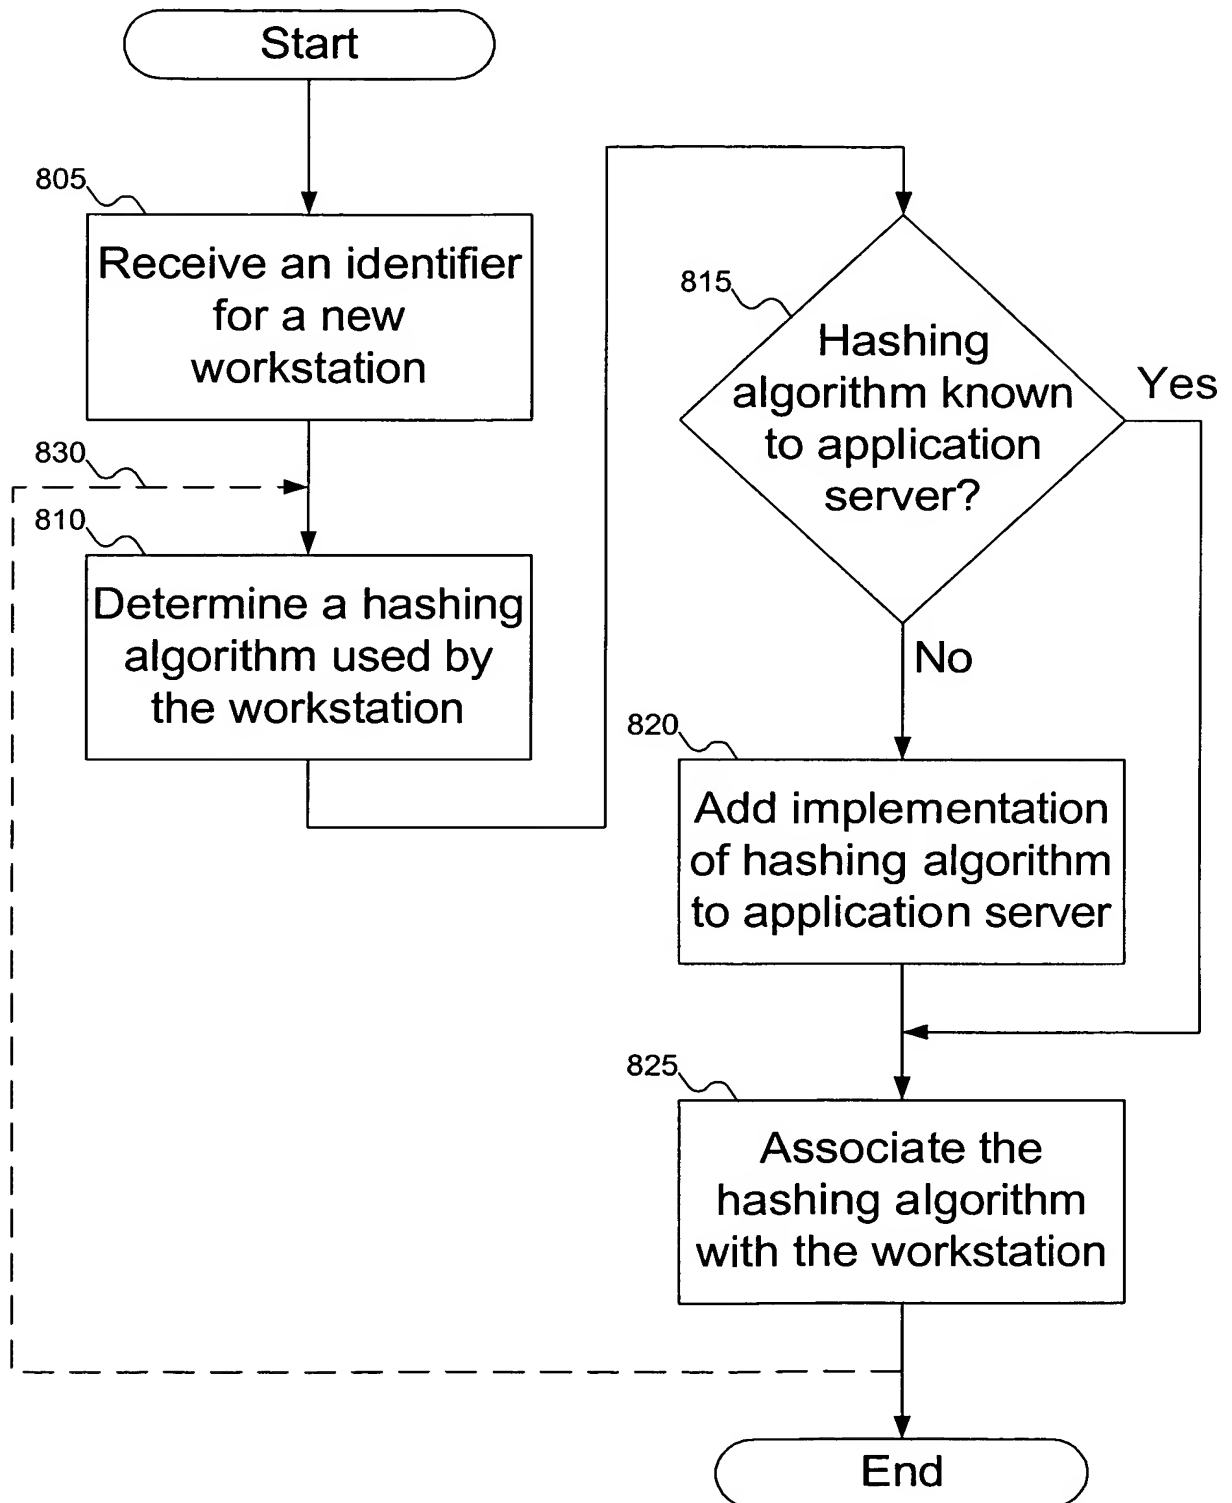 Start
805
Receive an identifier
for a new
workstation
830
810
Determine a hashing
algorithm used by
the workstation
815
Hashing
algorithm known
to application
server?
Yes
No
820
Add implementation
of hashing algorithm
to application server
825
Associate the
hashing algorithm
with the workstation
End